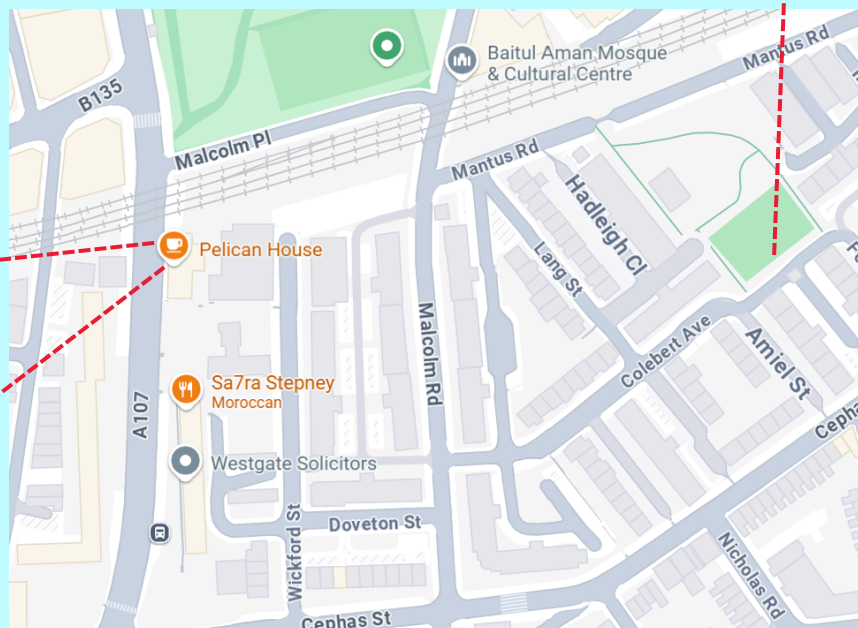 Baitul Aman Mosque
& Cultural Centre
Mantus Rd
B135
Malcolm Pl
Mantus Rd
Hadleigh Cl
Pelican House
Lang St
Malcolm Rd
Colebert Ave
Amiel St
Sa7ra Stepney
Moroccan
A107
Westgate Solicitors
Doveton St
Wickford St
Nicholas Rd
Cephas St